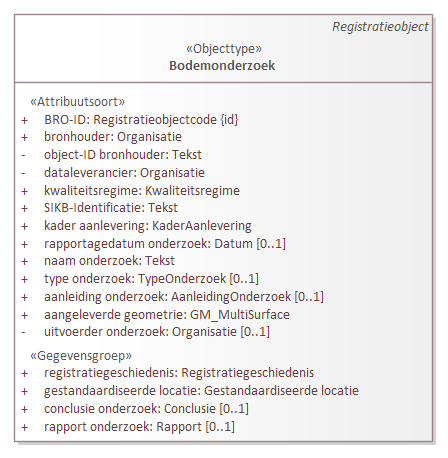 Registratieobject
«Objecttype»
Bodemonderzoek
«Attribuutsoort»
+ BRO-ID: Registratieobjectcode {id}
+ bronhouder: Organisatie
- object-ID bronhouder: Tekst
- dataleverancier: Organisatie
+ kwaliteitsregime: Kwaliteitsregime
+ SIKB-Identificatie: Tekst
+ kader aanlevering: KaderAanlevering
+ rapportagedatum onderzoek: Datum [0..1]
+ naam onderzoek: Tekst
+ type onderzoek: TypeOnderzoek [0..1]
+ aanleiding onderzoek: AanleidingOnderzoek [0..1]
+ aangeleverde geometrie: GM_MultiSurface
- uitvoerder onderzoek: Organisatie [0..1]
«Gegevensgroep»
+ registratiegeschiedenis: Registratiegeschiedenis
+ gestandaardiseerde locatie: Gestandaardiseerde locatie
+ conclusie onderzoek: Conclusie [0..1]
+ rapport onderzoek: Rapport [0..1]